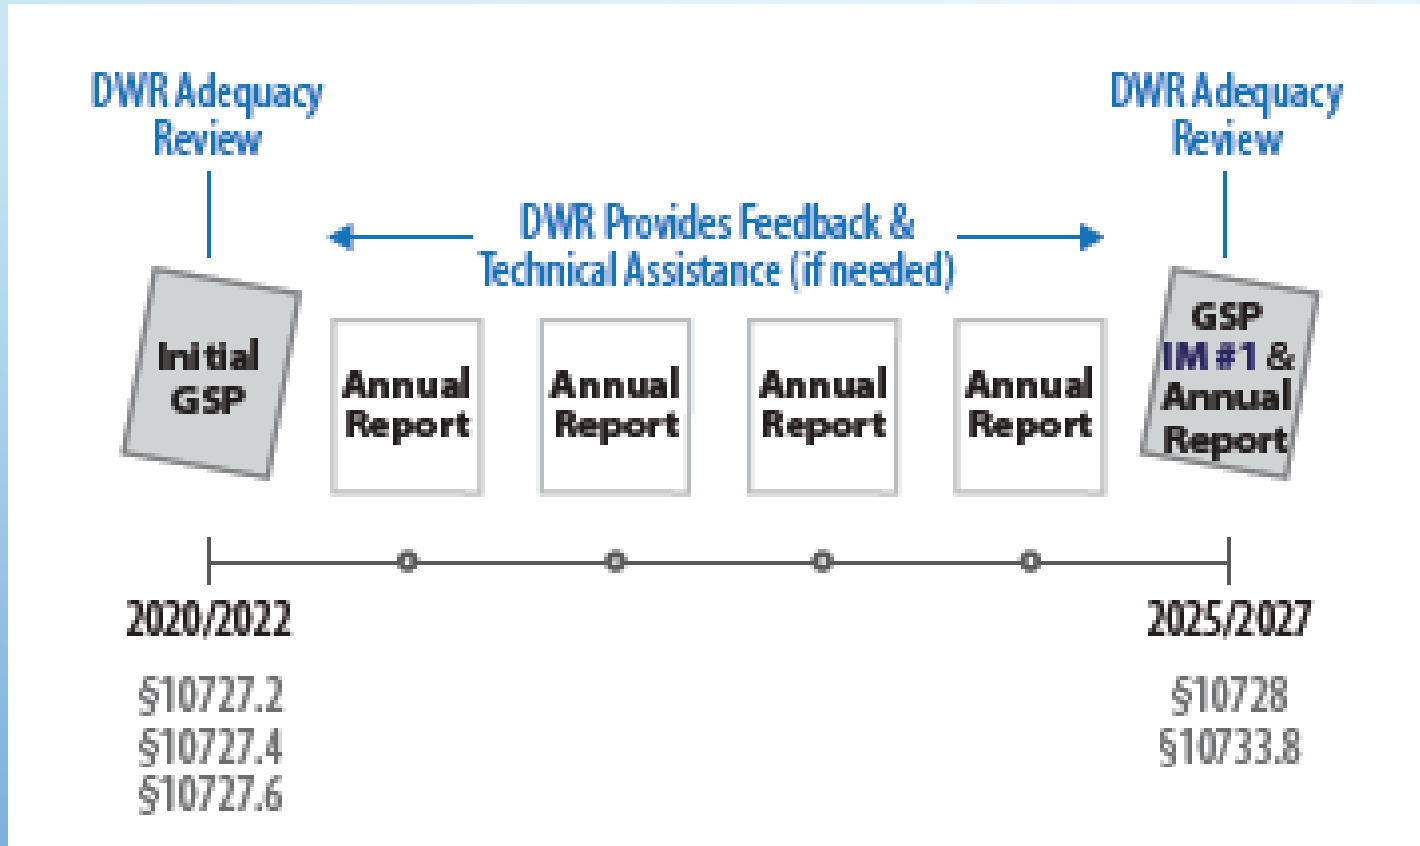 DWR Adequacy
Review
DWR Adequacy
Review
DWR Provides Feedback &
Technical Assistance (if needed)
Initial
GSP
Annual
Report
Annual
Report
Annual
Report
Annual
Report
GSP
IM #1 &
Annual
Report
2020/2022
§10727.2
§10727.4
§10727.6
2025/2027
§10728
§10733.8